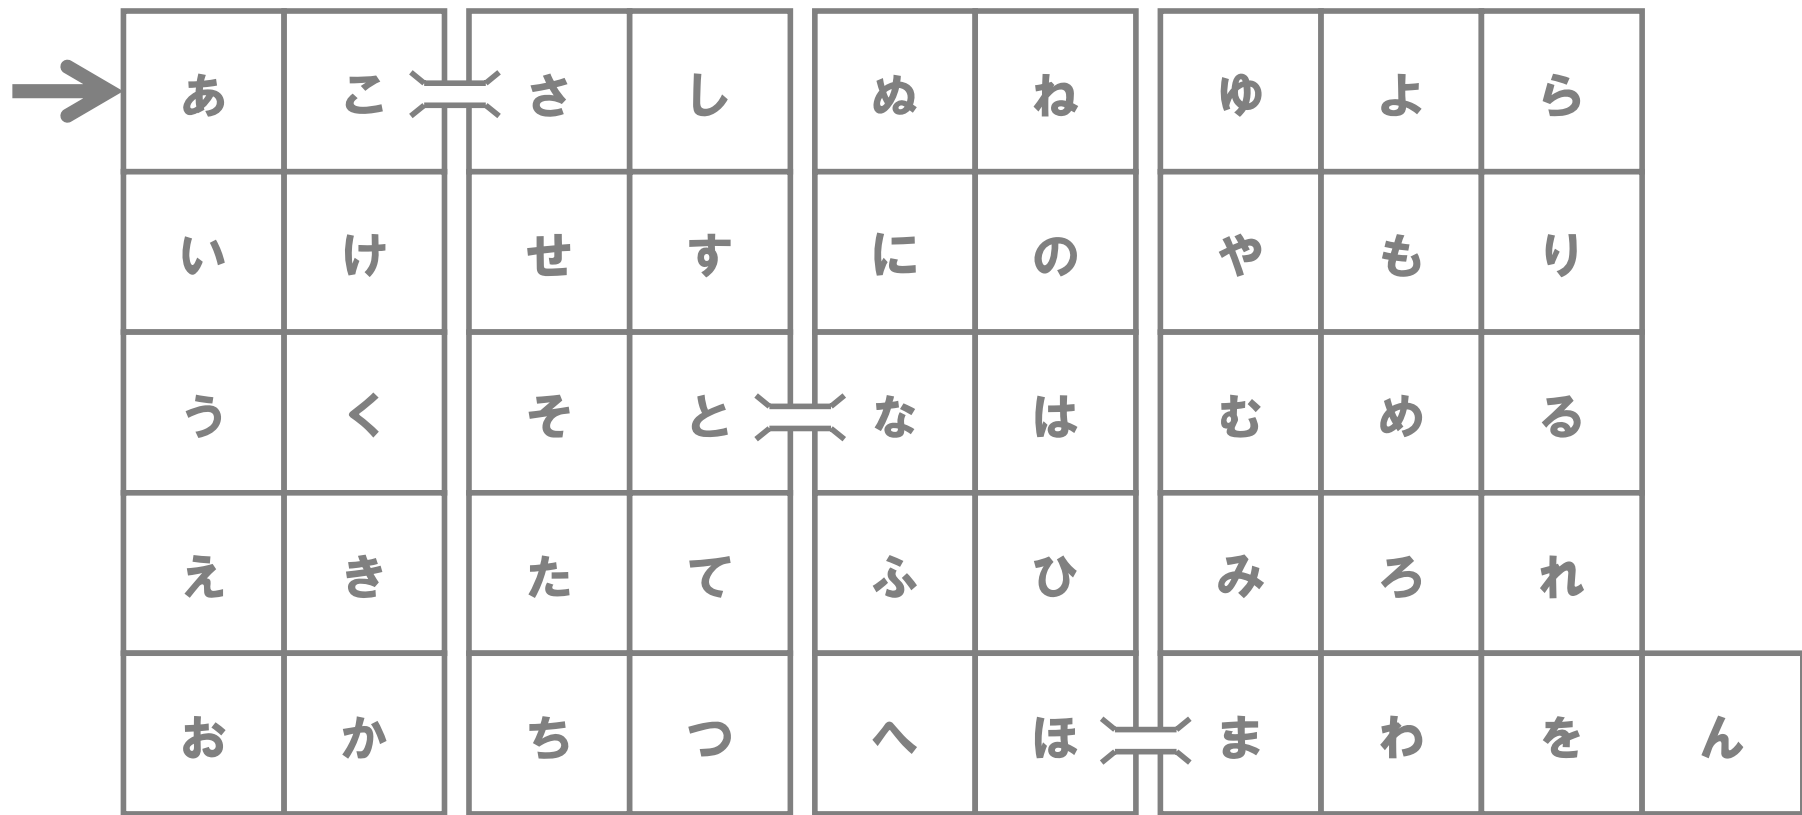 あ こ さ し ぬ ね ゆ よ ら
い け せ す に の や も り
う く そ と な は む め る
え き た て ふ ひ み ろ れ
お か ち つ へ ほ ま わ を ん